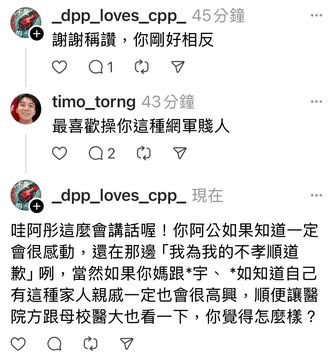 _dpp_loves_cpp_ 45分鐘
謝謝稱讚，你剛好相反
1
timo_torng 43分鐘
最喜歡操你這種網軍賤人
2
_dpp_loves_cpp_ 現在
哇阿彤這麼會講話喔！你阿公如果知道一定
會很感動，還在那邊「我為我的不孝順道
歉」咧，當然如果你媽跟*宇、 *如知道自己
有這種家人親戚一定也會很高興，順便讓醫
院方跟母校醫大也看一下，你覺得怎麼樣？